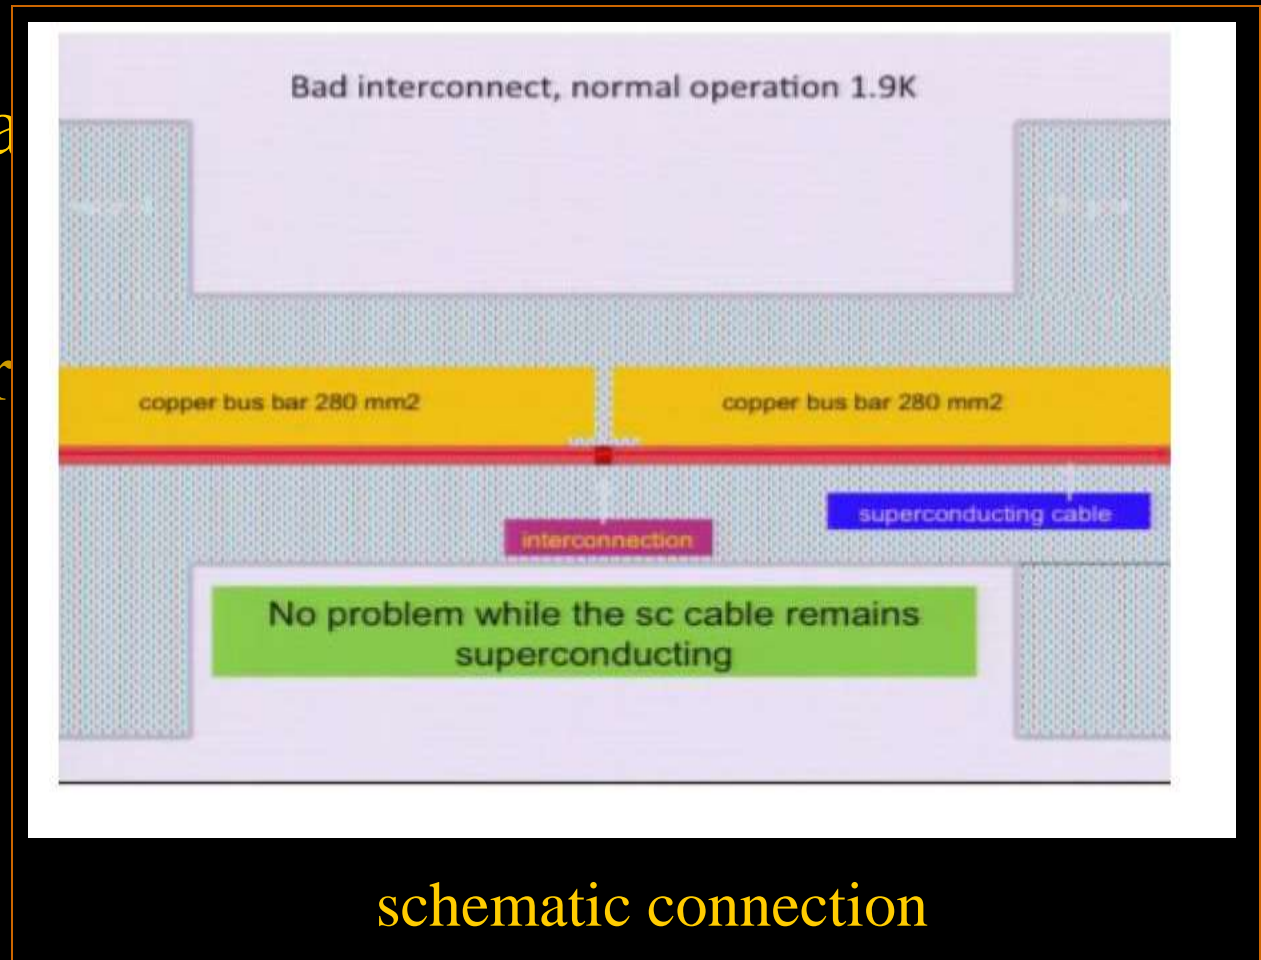 Bad interconnect, normal operation 1.9K
copper bus bar 280 mm2
copper bus bar 280 mm2
superconducting cable
interconnection
No problem while the sc cable remains
superconducting
schematic connection